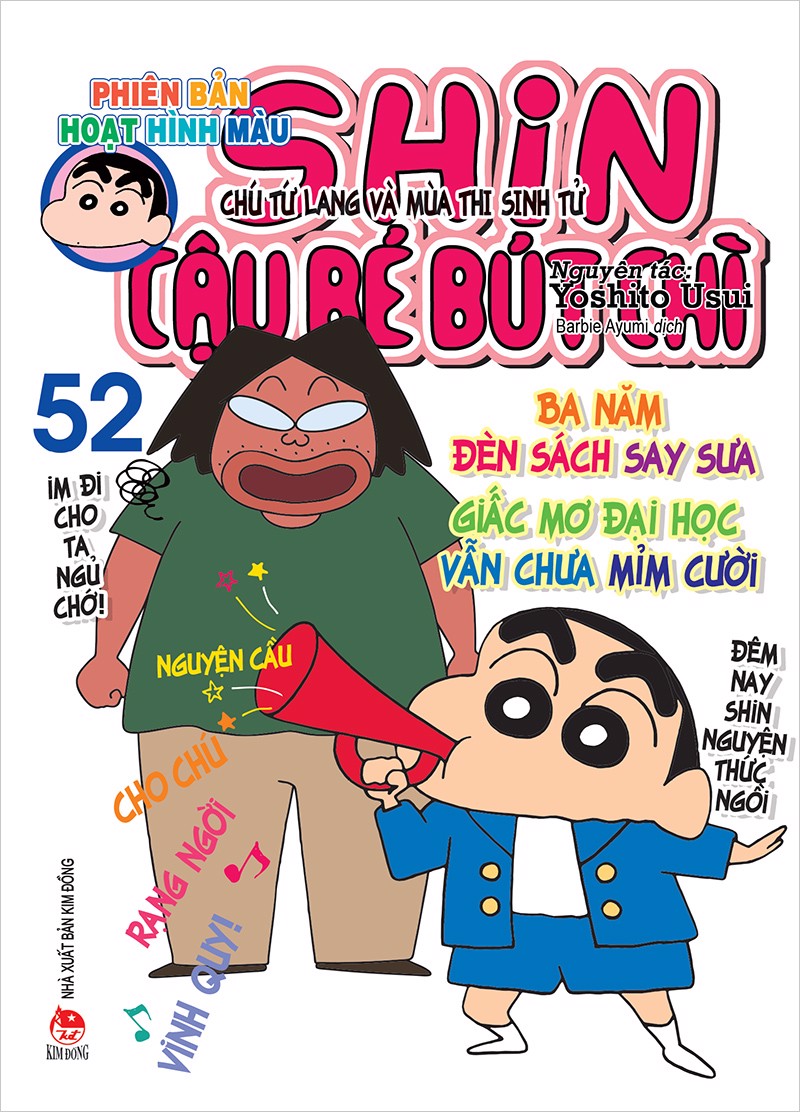 PHIÊN BẢN
HOẠT HÌNH MÀU
SHIN
CHÚ TỨ LANG VÀ MÙA THI SINH TỬ
CẬU BÉ BÚT CHÌ
Nguyên tác:
Yoshito Usui
Barbie Ayumi dịch
52
BA NĂM
ĐÈN SÁCH SAY SƯA
GIẤC MƠ ĐẠI HỌC
VẪN CHƯA MỈM CƯỜI
IM ĐI
CHO
TA
NGỦ
CHỚ!
NGUYỆN CẦU
CHO CHÚ
RẠNG NGỜI
VINH QUY!
ĐÊM
NAY
SHIN
NGUYỆN
THỨC
NGỒI
NHÀ XUẤT BẢN KIM ĐỒNG
kđ
KIM ĐỒNG